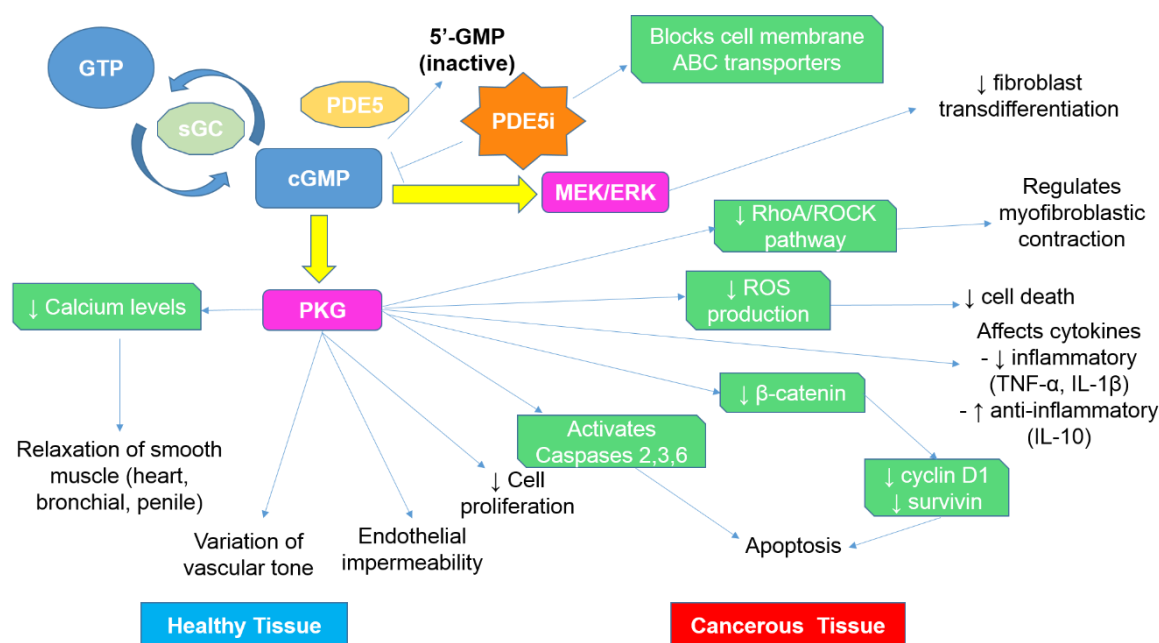 GTP
sGC
cGMP
PDE5
5’-GMP
(inactive)
PDE5i
Blocks cell membrane
ABC transporters
MEK/ERK
↓ fibroblast
transdifferentiation
↓ RhoA/ROCK
pathway
Regulates
myofibroblastic
contraction
PKG
↓ Calcium levels
↓ ROS
production
↓ cell death
Affects cytokines
- ↓ inflammatory
(TNF-α, IL-1β)
- ↑ anti-inflammatory
(IL-10)
↓ β-catenin
Activates
Caspases 2,3,6
↓ cyclin D1
↓ survivin
Relaxation of smooth
muscle (heart,
bronchial, penile)
Variation of
vascular tone
Endothelial
impermeability
↓ Cell
proliferation
Apoptosis
Healthy Tissue
Cancerous Tissue